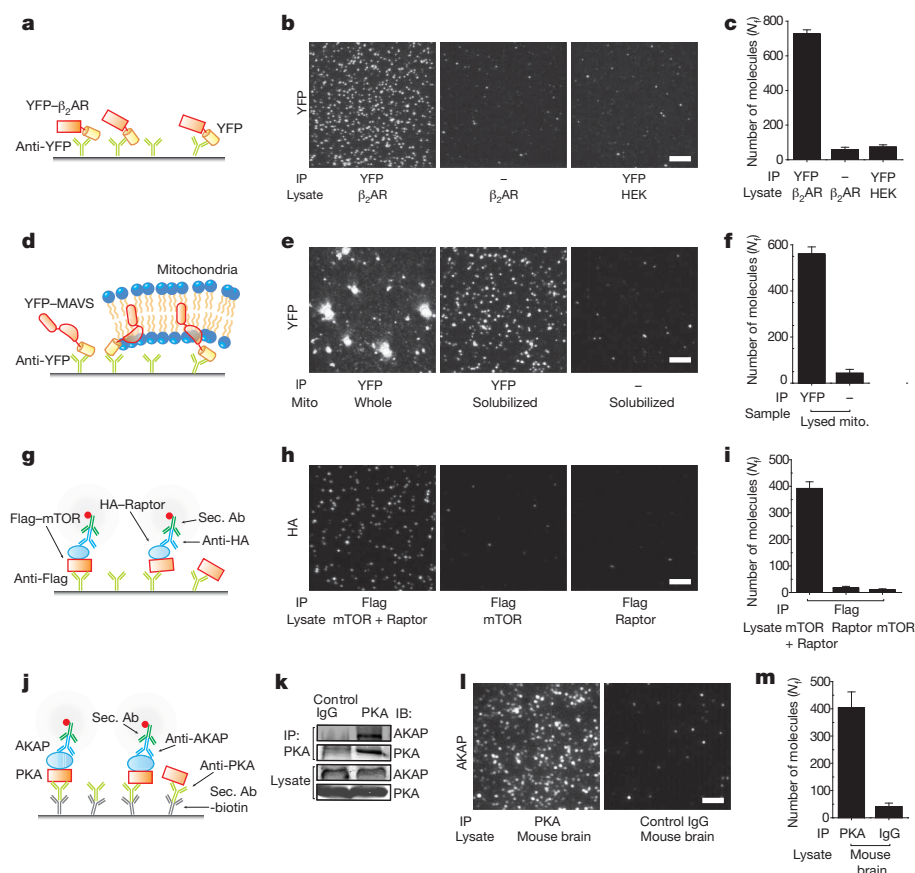 a
YFP–β₂AR
Anti-YFP
YFP
b
YFP
IP YFP – YFP
Lysate β₂AR β₂AR HEK
c
Number of molecules (Nf)
800
600
400
200
0
IP YFP – YFP
Lysate β₂AR β₂AR HEK
d
Mitochondria
YFP–MAVS
Anti-YFP
e
YFP
IP YFP YFP –
Mito Whole Solubilized Solubilized
f
Number of molecules (Nf)
600
400
200
0
IP YFP –
Sample
Lysed mito.
g
Flag–mTOR
HA–Raptor
Sec. Ab
Anti-HA
Anti-Flag
h
HA
IP Flag Flag Flag
Lysate mTOR + Raptor mTOR Raptor
i
Number of molecules (Nf)
500
400
300
200
100
0
IP Flag
Lysate mTOR Raptor mTOR
+ Raptor
j
Sec. Ab
AKAP
Anti-AKAP
PKA
Anti-PKA
Sec. Ab
-biotin
k
Control
IgG PKA IB:
IP: AKAP
PKA PKA
Lysate AKAP
PKA
l
AKAP
IP PKA Control IgG
Lysate Mouse brain Mouse brain
m
Number of molecules (Nf)
500
400
300
200
100
0
IP PKA IgG
Lysate Mouse
brain